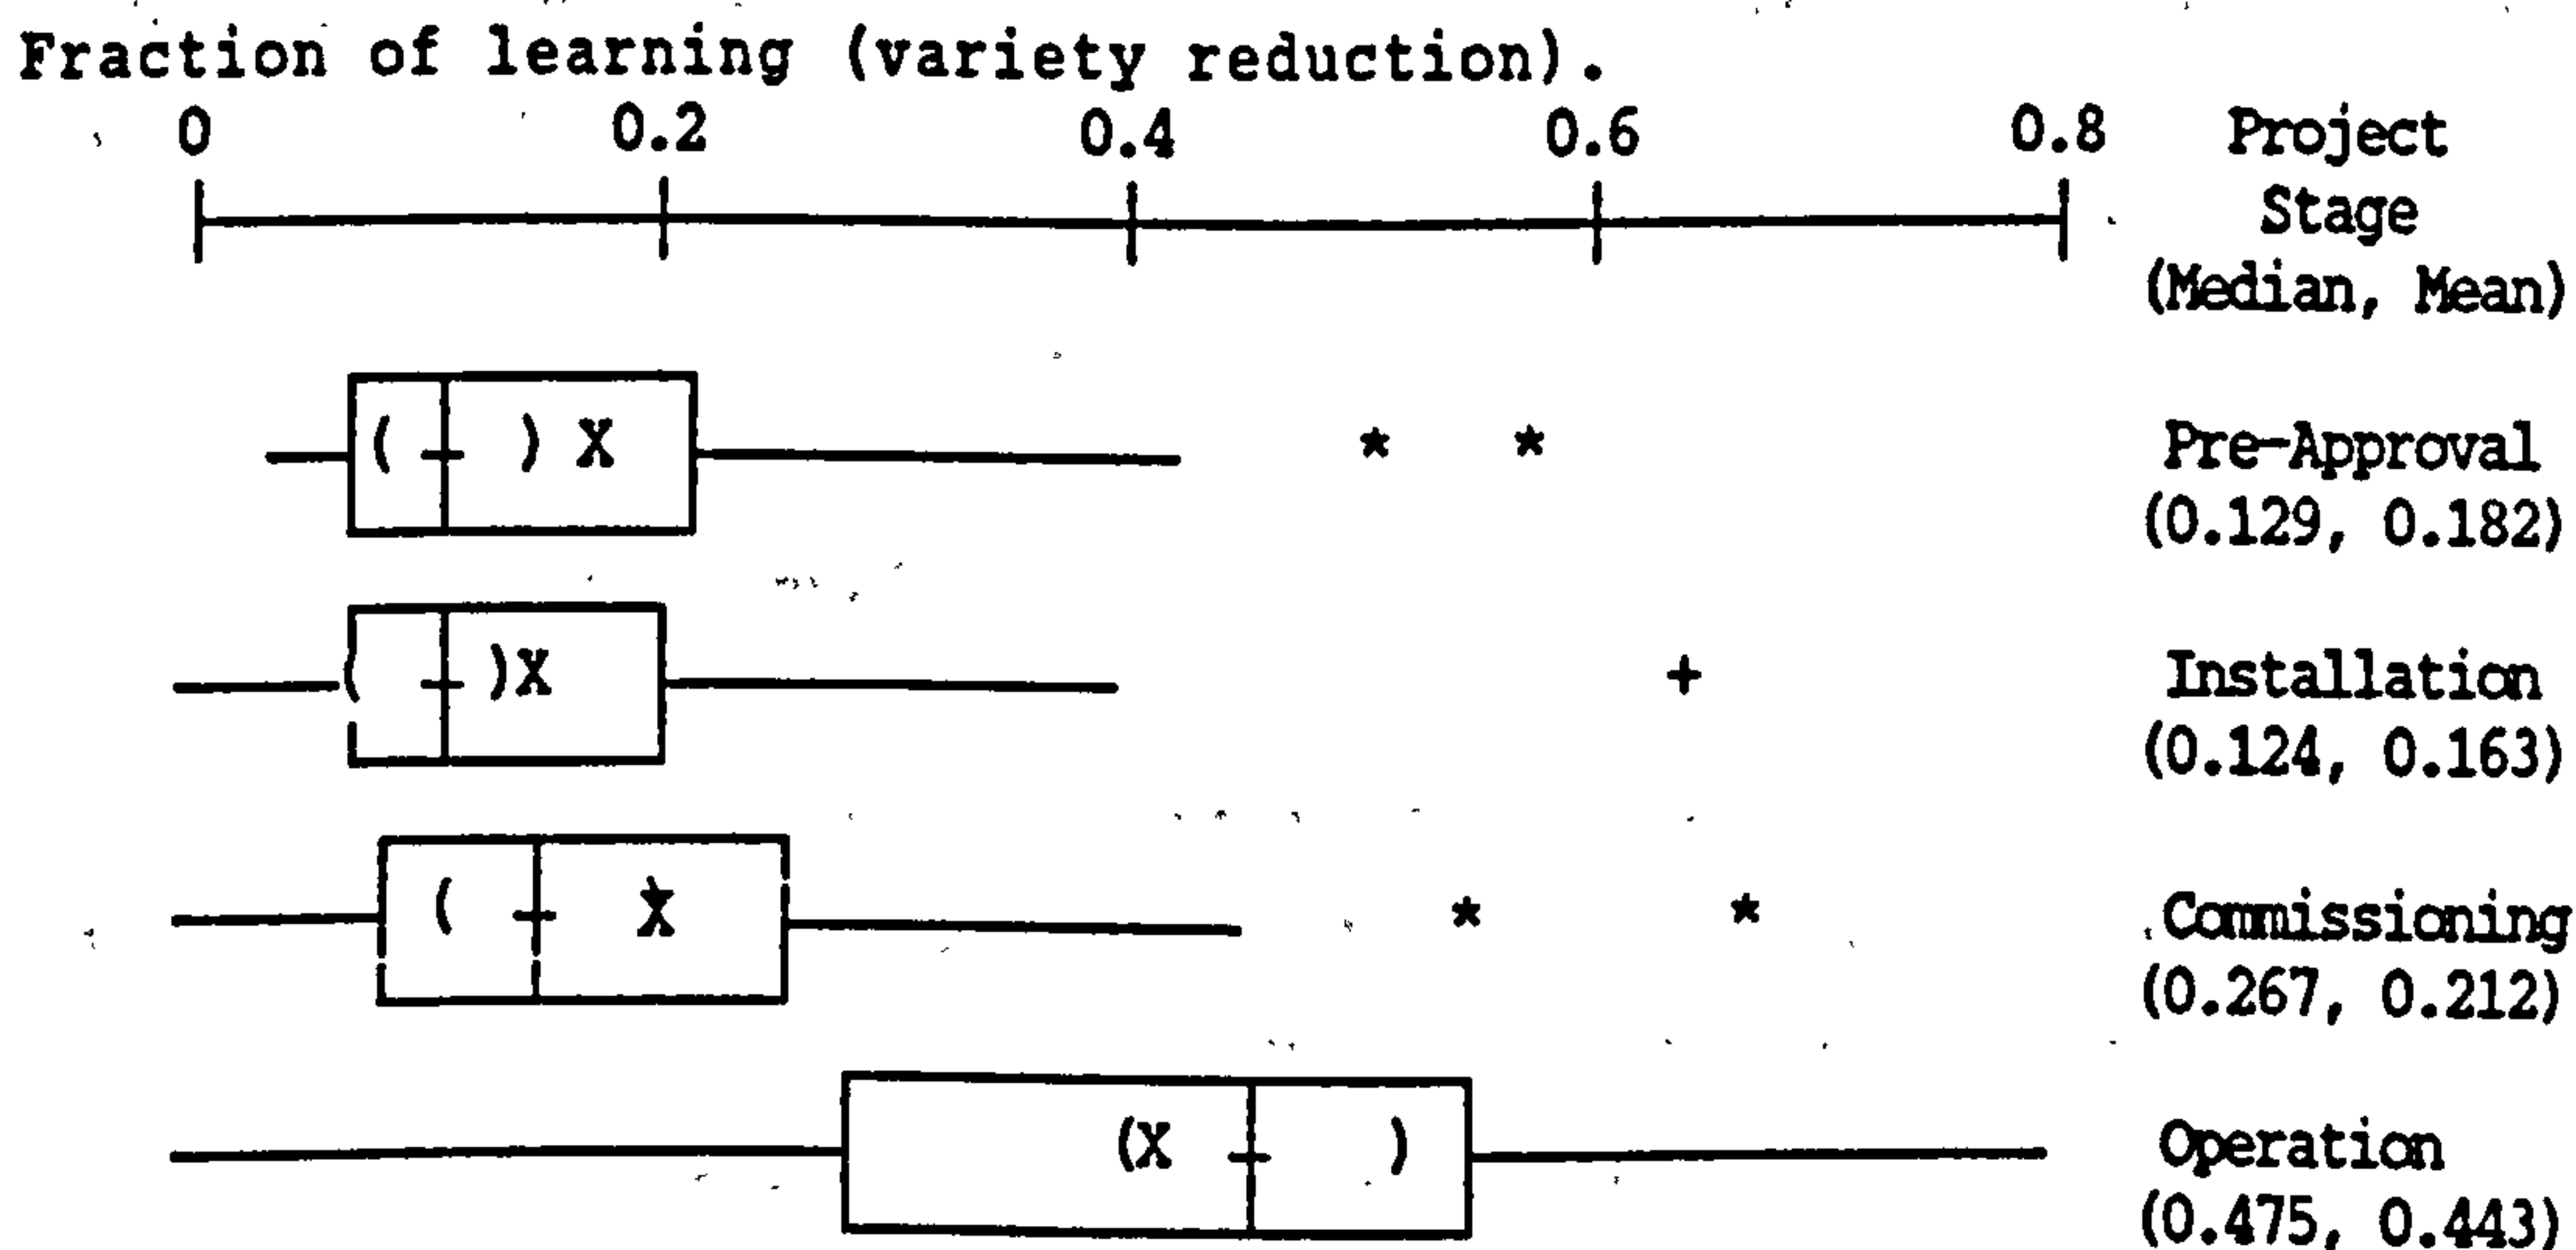 Fraction of learning (variety reduction).
0 0.2 0.4 0.6 0.8 Project
Stage
(Median, Mean)
( ) X * * Pre-Approval
(0.129, 0.182)
( )X + Installation
(0.124, 0.163)
( X * * Commissioning
(0.267, 0.212)
(X ) Operation
(0.475, 0.443)